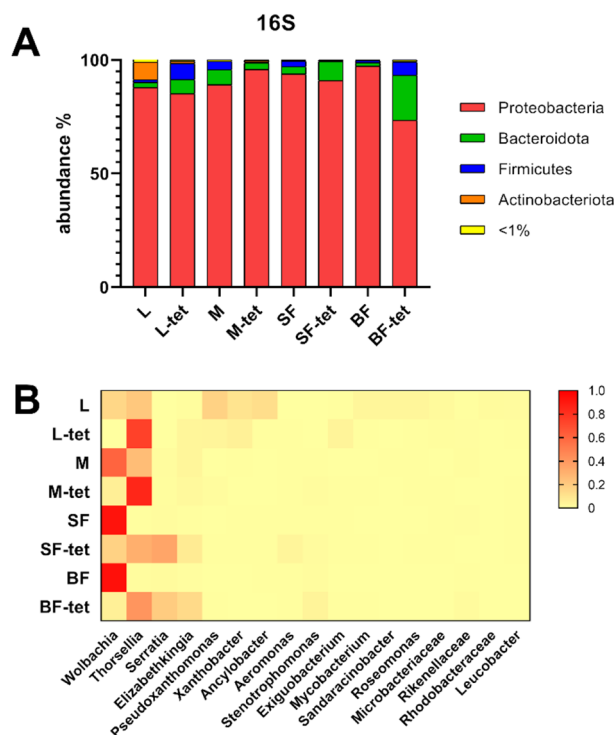 A
16S
abundance %
100
50
0
L
L-tet
M
M-tet
SF
SF-tet
BF
BF-tet
Proteobacteria
Bacteroidota
Firmicutes
Actinobacteriota
<1%
B
L
L-tet
M
M-tet
SF
SF-tet
BF
BF-tet
Wolbachia
Thorsellia
Serratia
Elizabethkingia
Pseudoxanthomonas
Xanthobacter
Ancylobacter
Aeromonas
Stenotrophomonas
Exiguobacterium
Mycobacterium
Sandaracinobacter
Roseomonas
Microbacteriaceae
Rikenellaceae
Rhodobacteraceae
Leucobacter
1.0
0.8
0.6
0.4
0.2
0